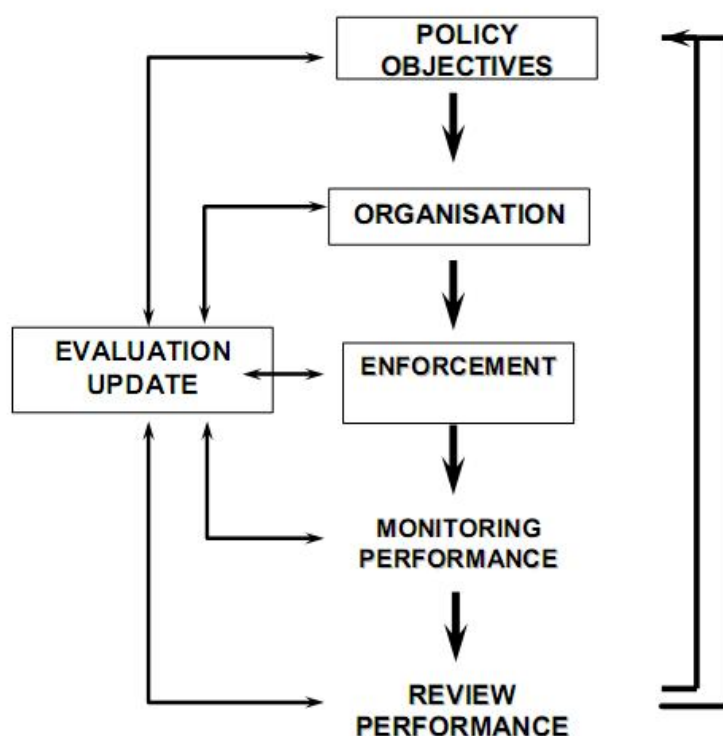 POLICY
OBJECTIVES
ORGANISATION
EVALUATION
UPDATE
ENFORCEMENT
MONITORING
PERFORMANCE
REVIEW
PERFORMANCE